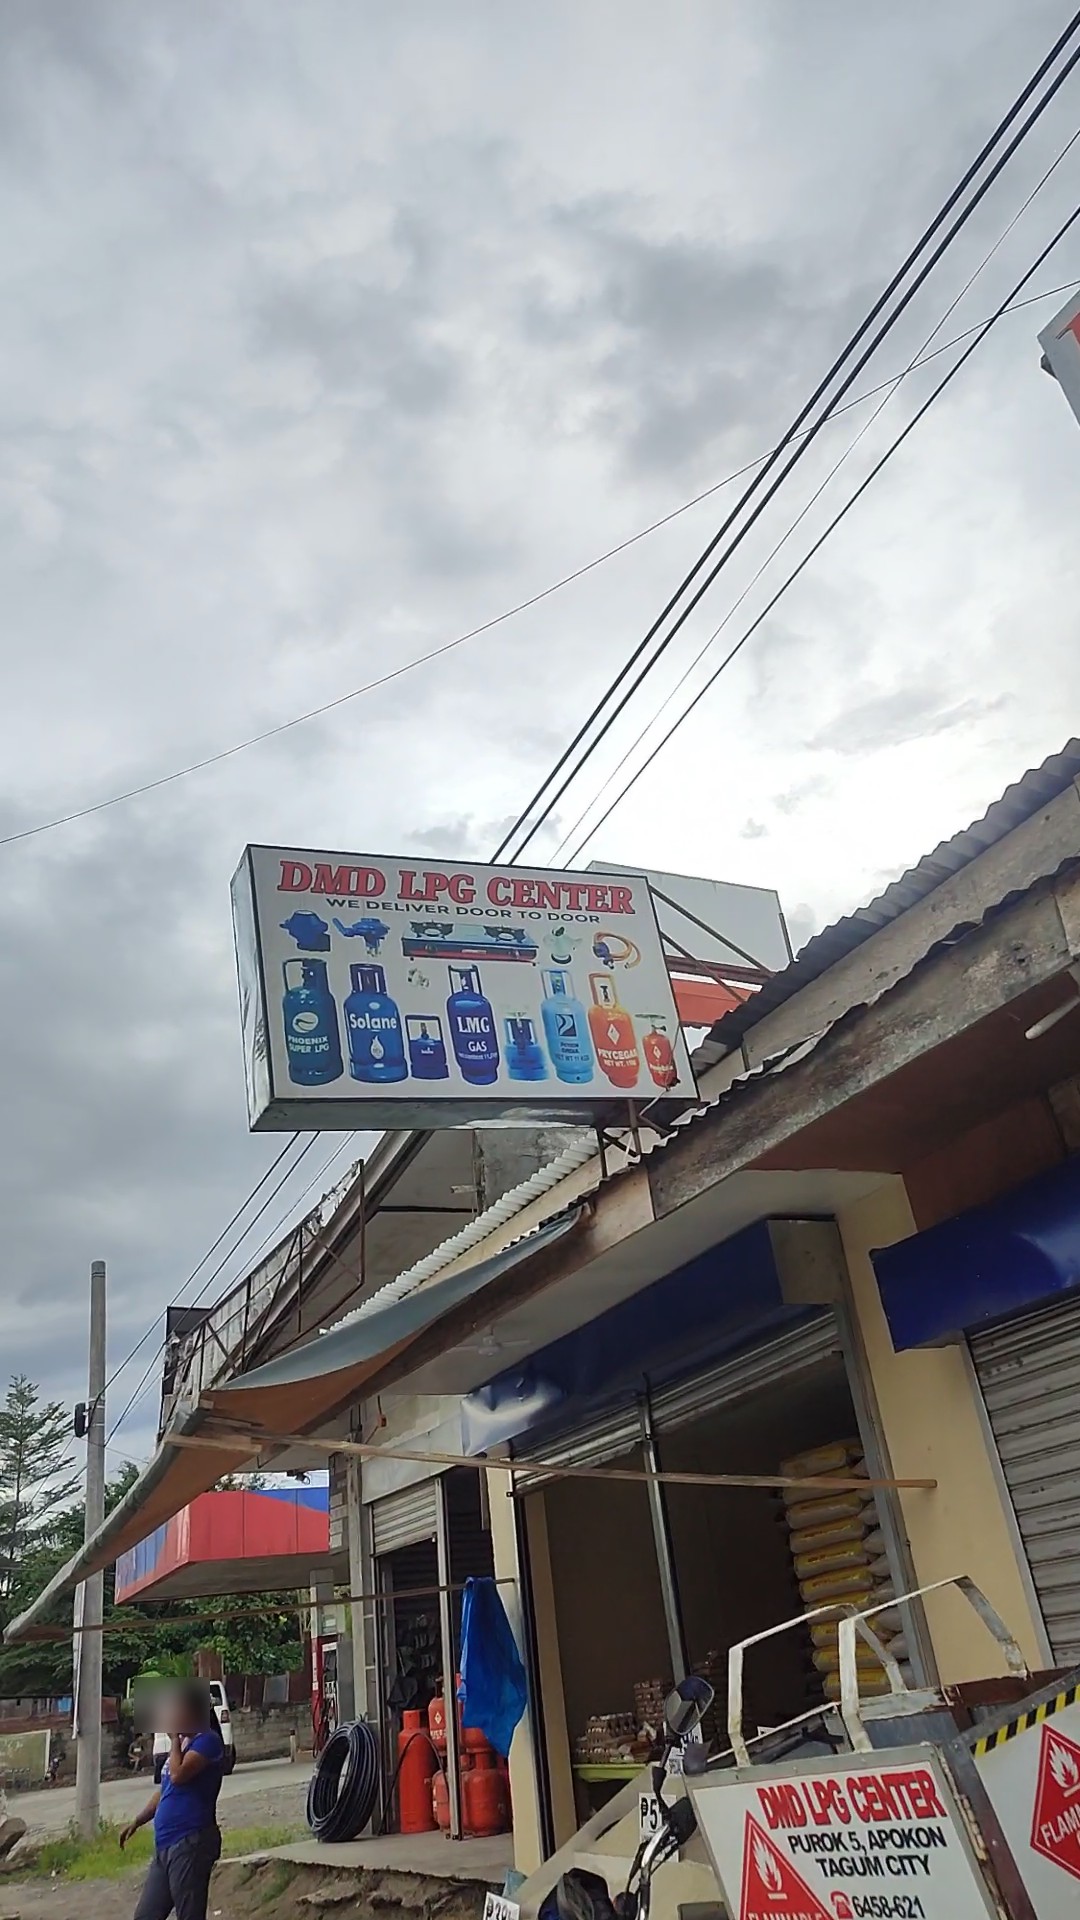 DMD LPG CENTER
WE DELIVER DOOR TO DOOR
PHOENIX
SUPER LPG
Solane
LMG
GAS
PRYCEGAS
DMD LPG CENTER
PUROK 5, APOKON
TAGUM CITY
6458-621
FLAMMABLE